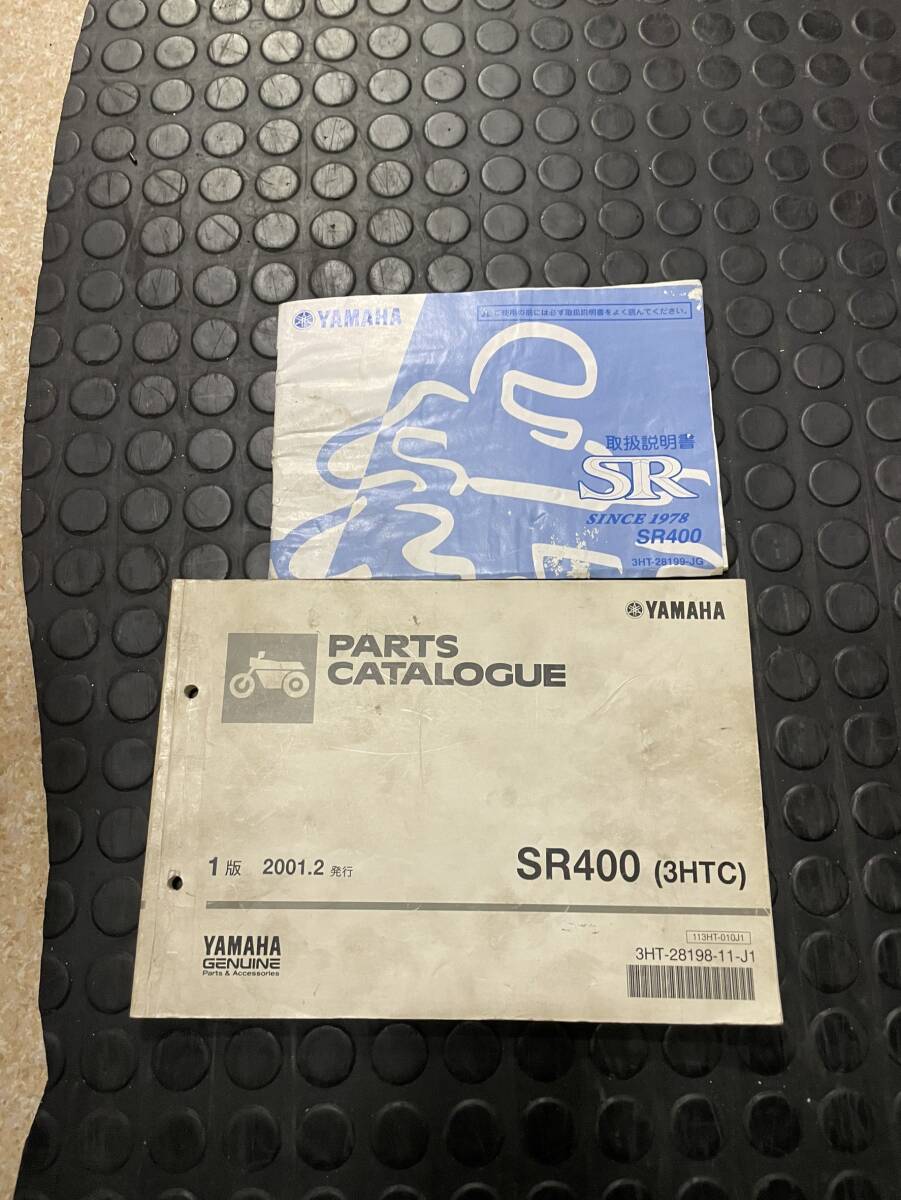 YAMAHA
ご使用の前には必ず取扱説明書をよく読んでください。
取扱説明書
SR
SINCE 1978
SR400
3HT-28199-JG
YAMAHA
PARTS
CATALOGUE
1版 2001.2 発行
SR400 (3HTC)
113HT-010J1
3HT-28198-11-J1
YAMAHA
GENUINE
Parts & Accessories